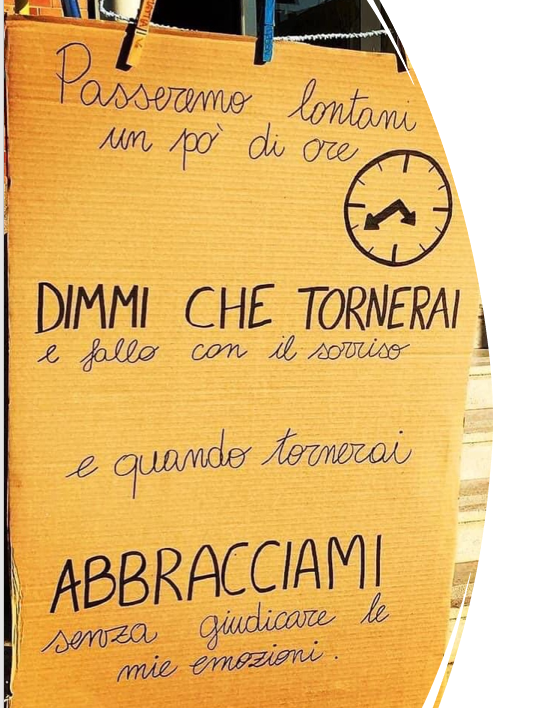 Passeremo lontani
un po' di ore
DIMMI CHE TORNERAI
e fallo con il sorriso
e quando tornerai
ABBRACCIAMI
senza giudicare le
mie emozioni.